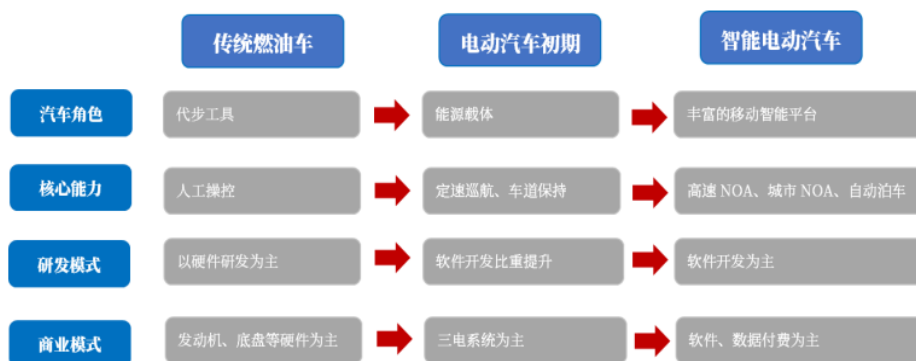 传统燃油车
电动汽车初期
智能电动汽车
汽车角色
代步工具
能源载体
丰富的移动智能平台
核心能力
人工操控
定速巡航、车道保持
高速 NOA、城市 NOA、自动泊车
研发模式
以硬件研发为主
软件开发比重提升
软件开发为主
商业模式
发动机、底盘等硬件为主
三电系统为主
软件、数据付费为主